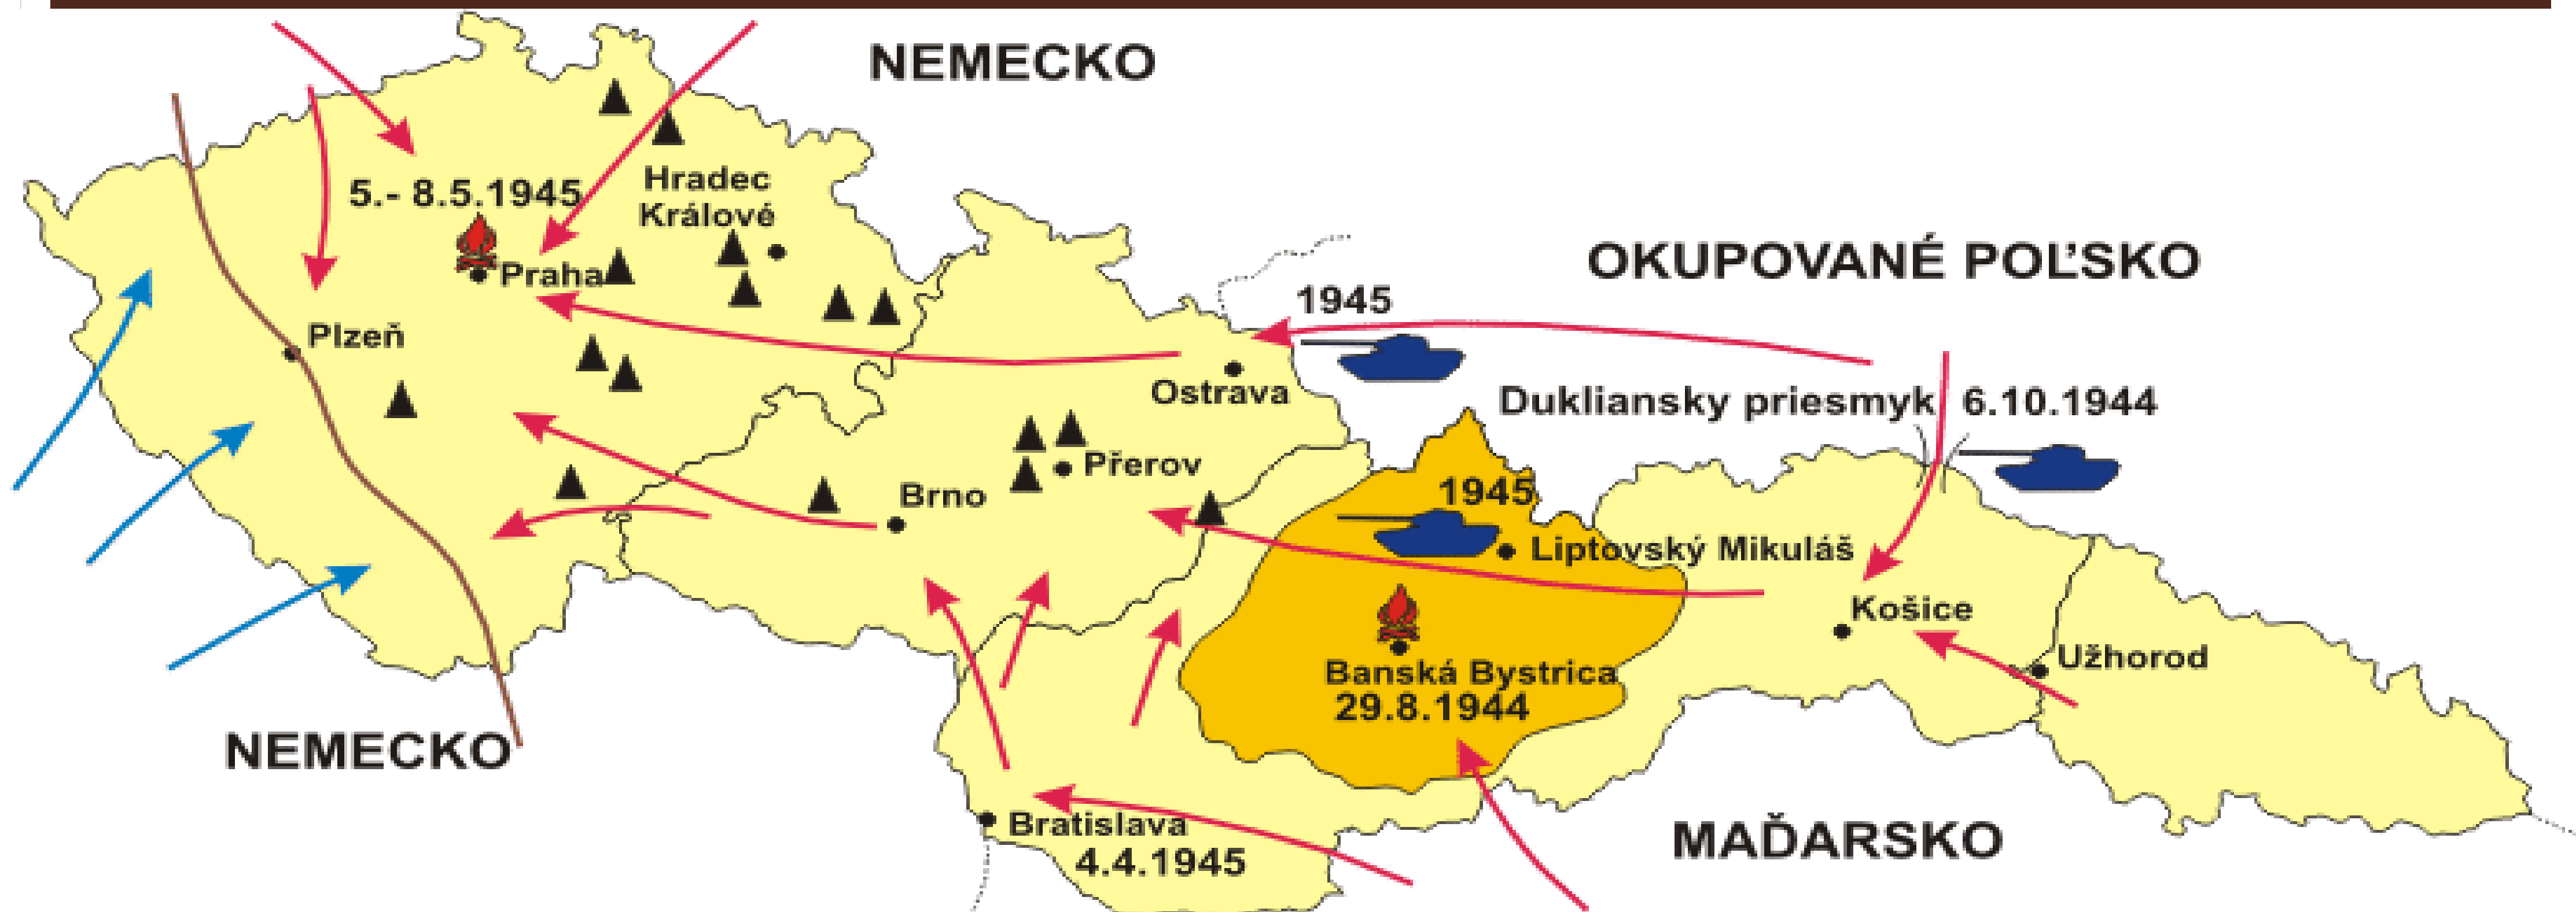 NEMECKO
Hradec
Králové
5.- 8.5.1945
Praha
OKUPOVANÉ POĽSKO
1945
Plzeň
Ostrava
Dukliansky priesmyk 6.10.1944
Přerov
Brno
1945
Liptovský Mikuláš
Košice
Užhorod
Banská Bystrica
29.8.1944
NEMECKO
Bratislava
4.4.1945
MAĎARSKO